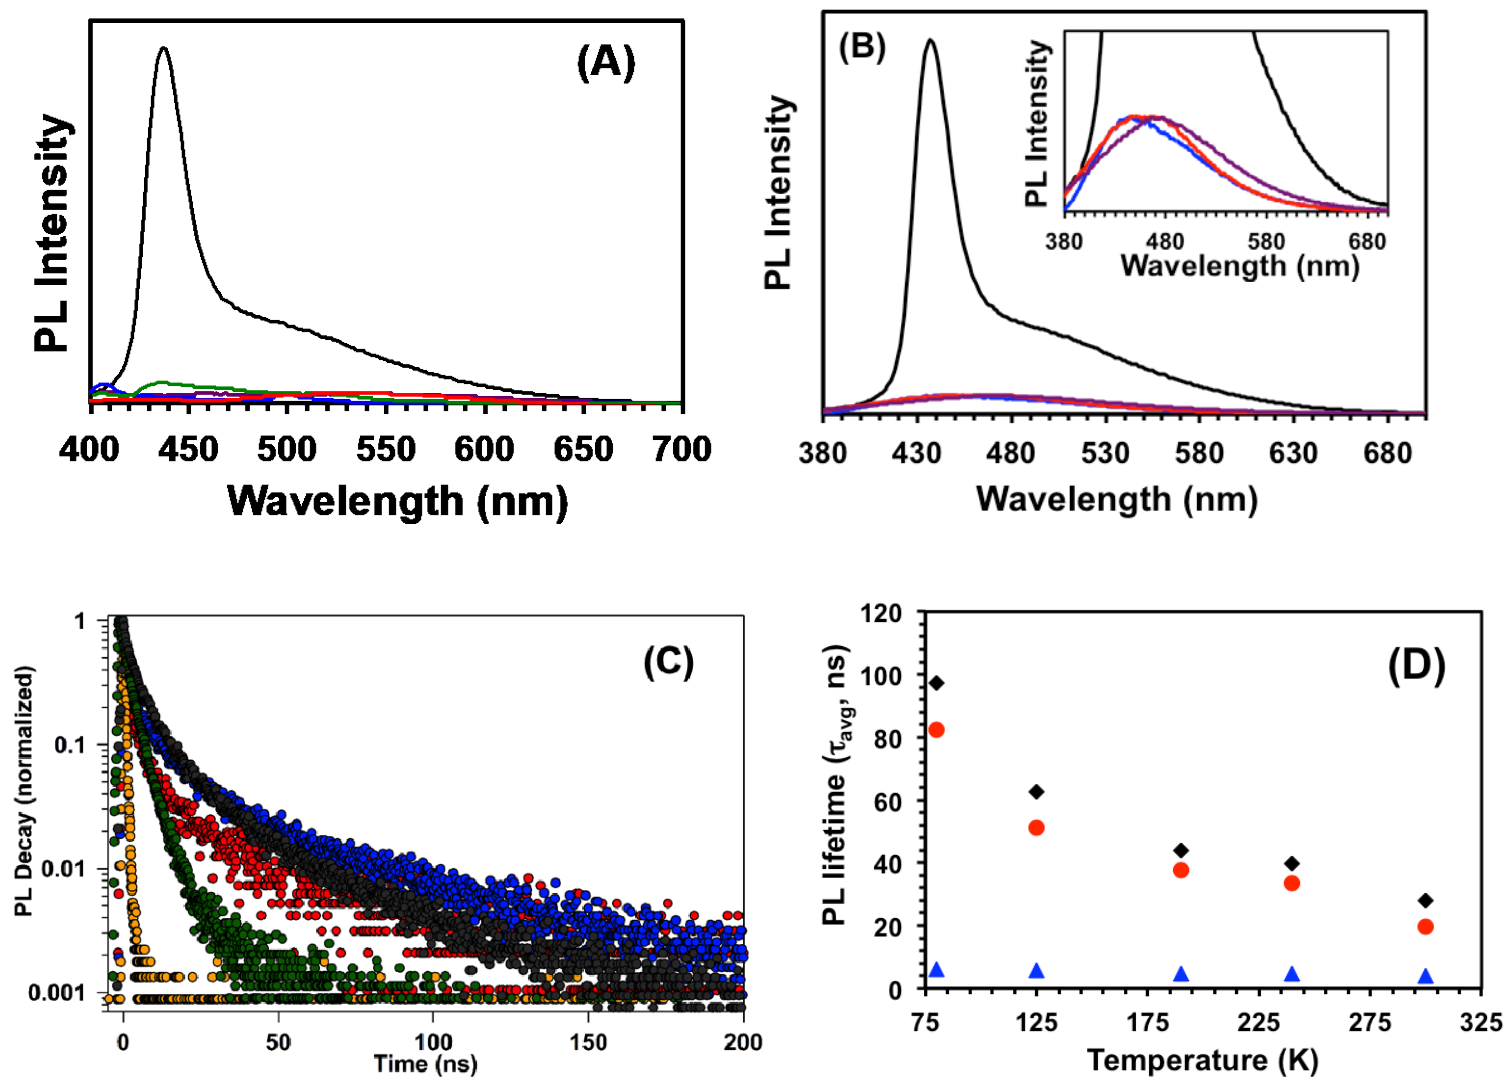 (A)
PL Intensity
400 450 500 550 600 650 700
Wavelength (nm)
(B)
PL Intensity
380 430 480 530 580 630 680
Wavelength (nm)
PL Intensity
380 480 580 680
Wavelength (nm)
(C)
PL Decay (normalized)
1
0.1
0.01
0.001
0 50 100 150 200
Time (ns)
(D)
PL lifetime (τavg, ns)
120
100
80
60
40
20
0
75 125 175 225 275 325
Temperature (K)